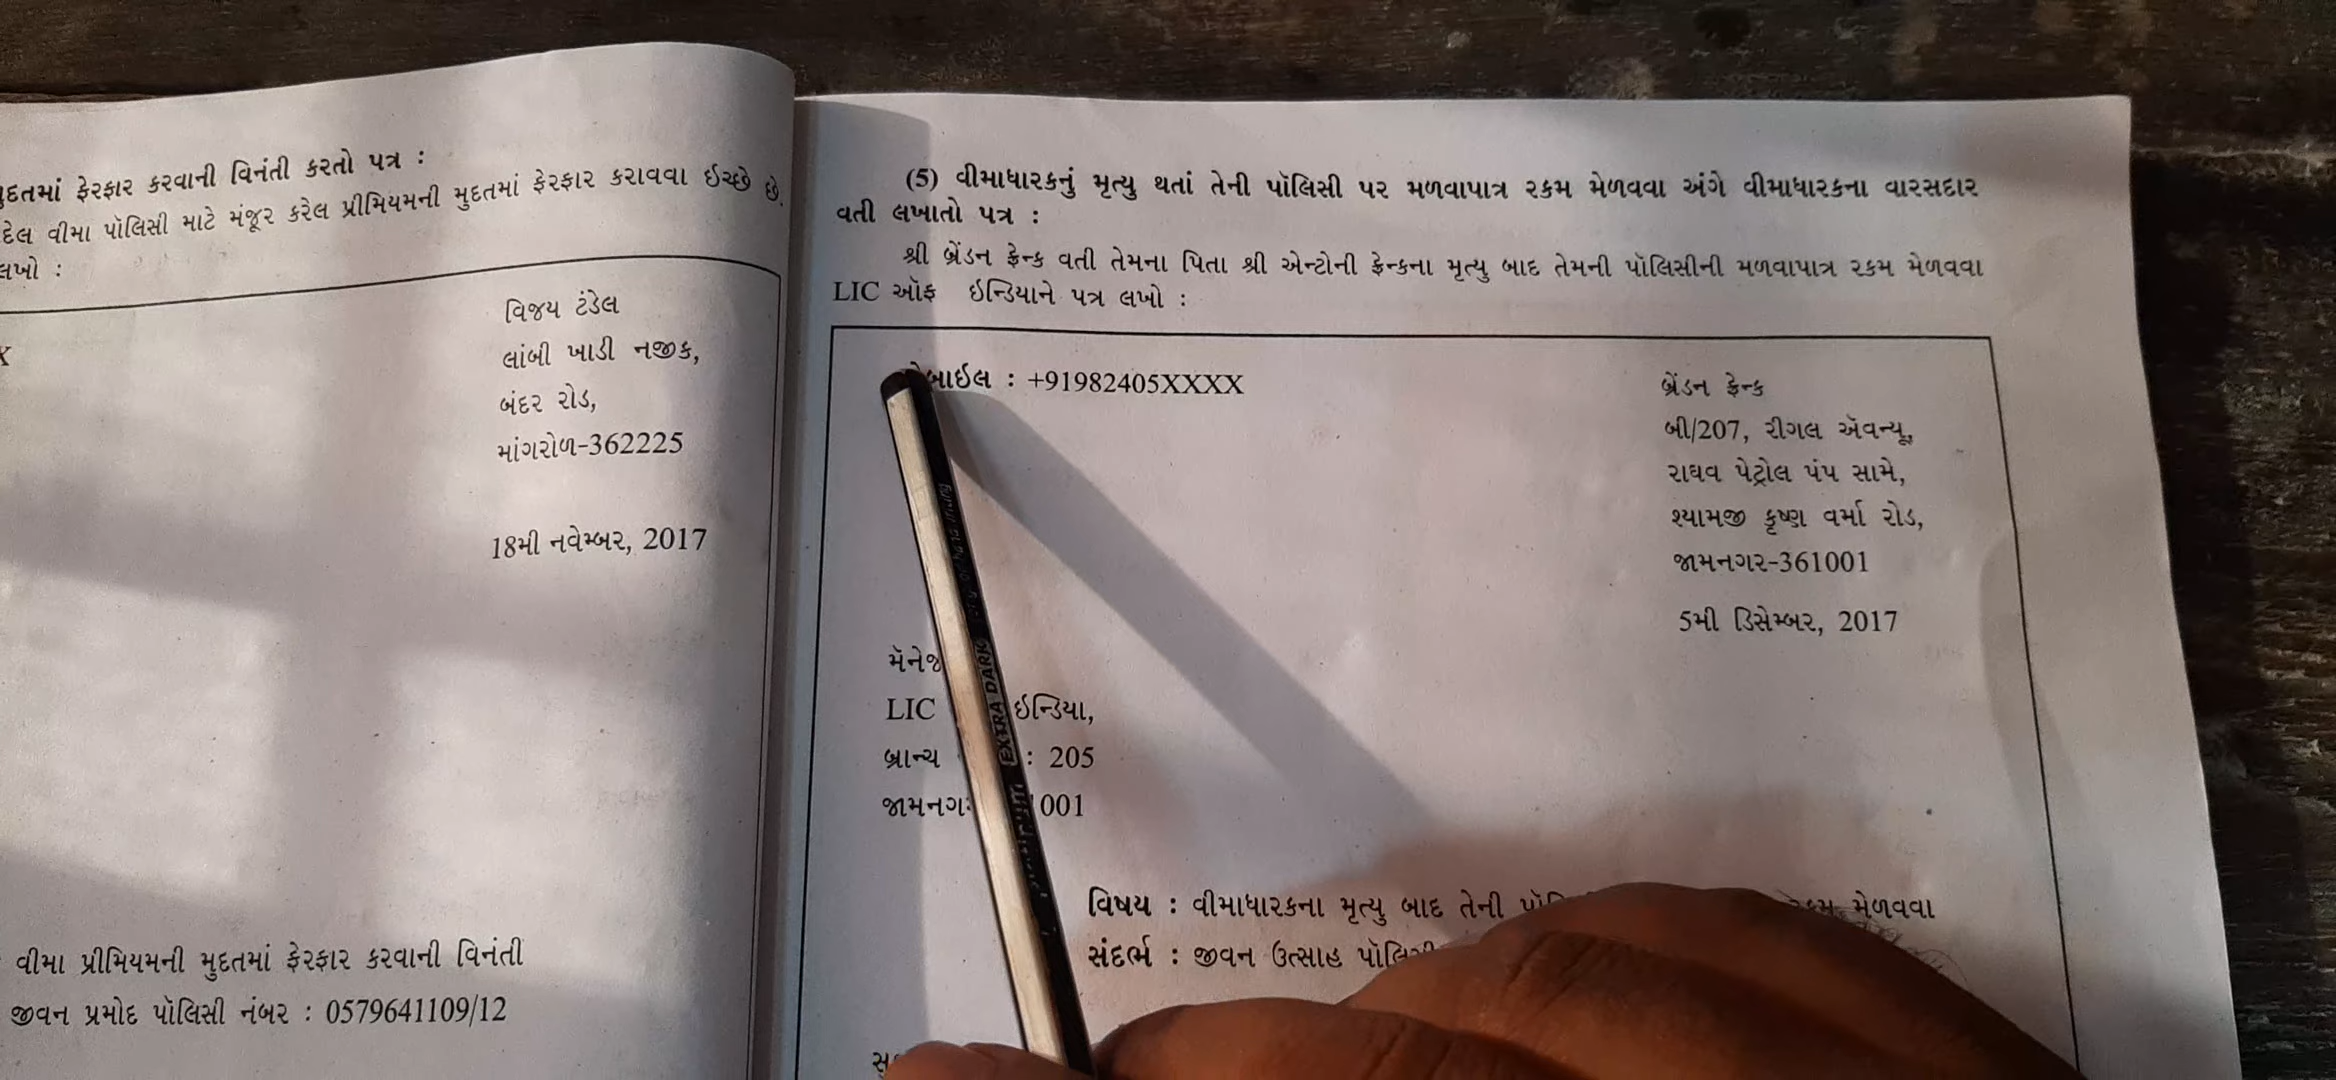 કરવાની વિનંતી કરતો પત્ર :
ફેરફાર
વીમા પૉલિસી માટે મંજૂર કરેલ પ્રીમિયમની મુદતમાં ફેરફાર કરાવવા ઈચ્છે છે.
લખો :
વિજય ટંડેલ
લાંબી ખાડી નજીક,
બંદર રોડ,
માંગરોળ-362225
18મી નવેમ્બર, 2017
વીમા પ્રીમિયમની મુદતમાં ફેરફાર કરવાની વિનંતી
જીવન પ્રમોદ પૉલિસી નંબર : 0579641109/12
(5) વીમાધારકનું મૃત્યુ થતાં તેની પૉલિસી પર મળવાપાત્ર રકમ મેળવવા અંગે વીમાધારકના વારસદાર
વતી લખાતો પત્ર :
શ્રી બ્રેંડન ફ્રેન્ક વતી તેમના પિતા શ્રી એન્ટોની ફ્રેન્કના મૃત્યુ બાદ તેમની પૉલિસીની મળવાપાત્ર રકમ મેળવવા
LIC ઑફ ઇન્ડિયાને પત્ર લખો :
: +91982405XXXX
બ્રેંડન ફ્રેન્ક
બી/207, રીગલ ઍવન્યૂ,
રાઘવ પેટ્રોલ પંપ સામે,
શ્યામજી કૃષ્ણ વર્મા રોડ,
જામનગર-361001
5મી ડિસેમ્બર, 2017
LIC ઇન્ડિયા,
બ્રાન્ચ : 205
001
વિષય : વીમાધારકના મૃત્યુ બાદ તેની મેળવવા
સંદર્ભ : જીવન ઉત્સાહ
EXTRA DARK